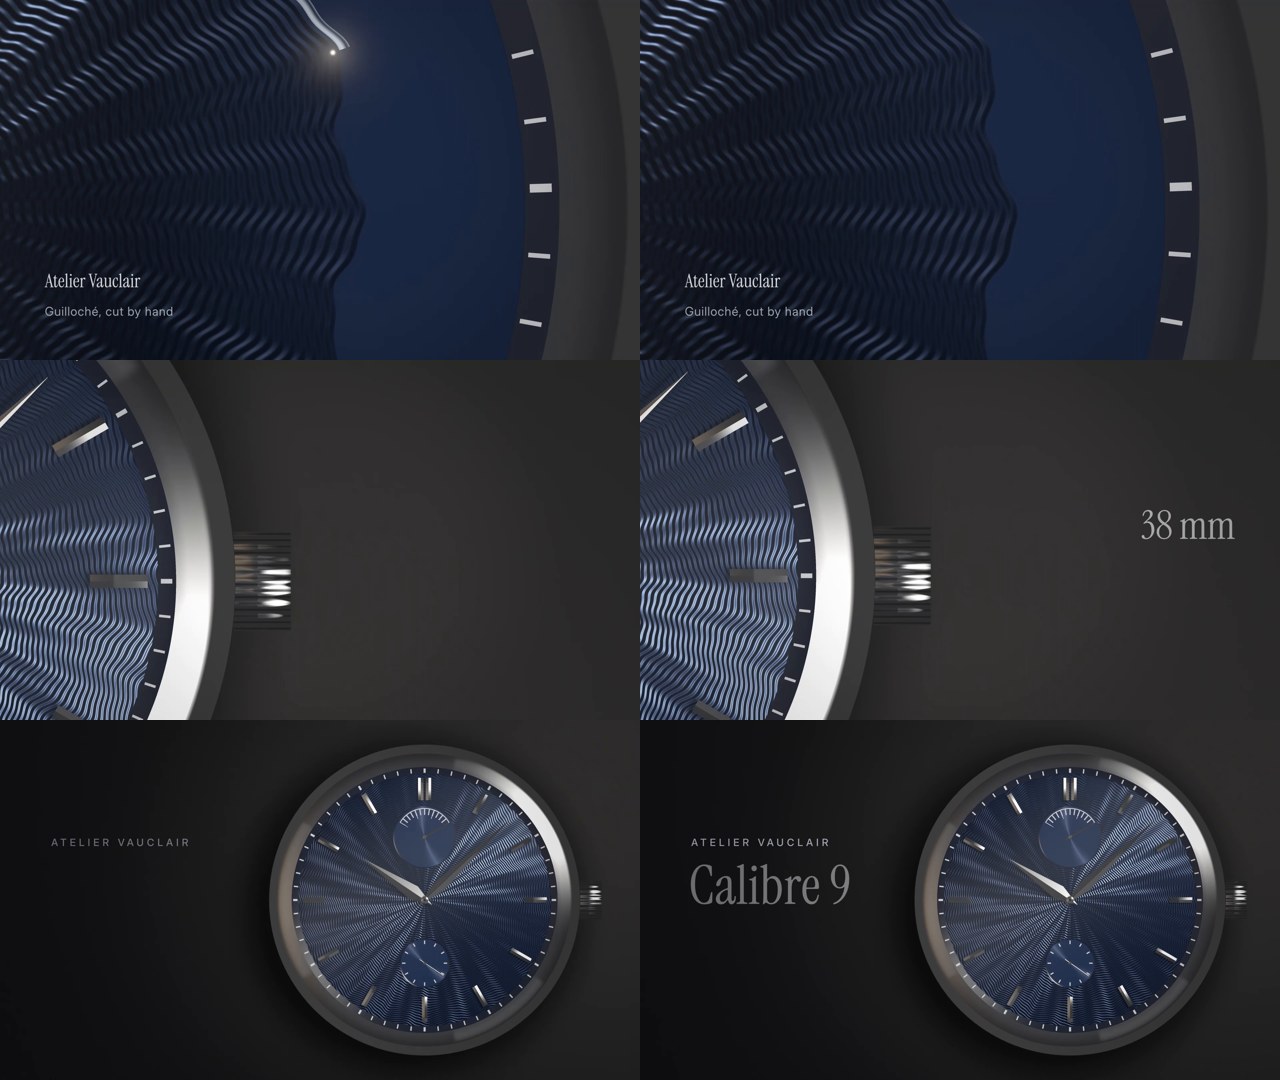 Atelier Vauclair
Guilloché, cut by hand
Atelier Vauclair
Guilloché, cut by hand
38 mm
ATELIER VAUCLAIR
ATELIER VAUCLAIR
Calibre 9